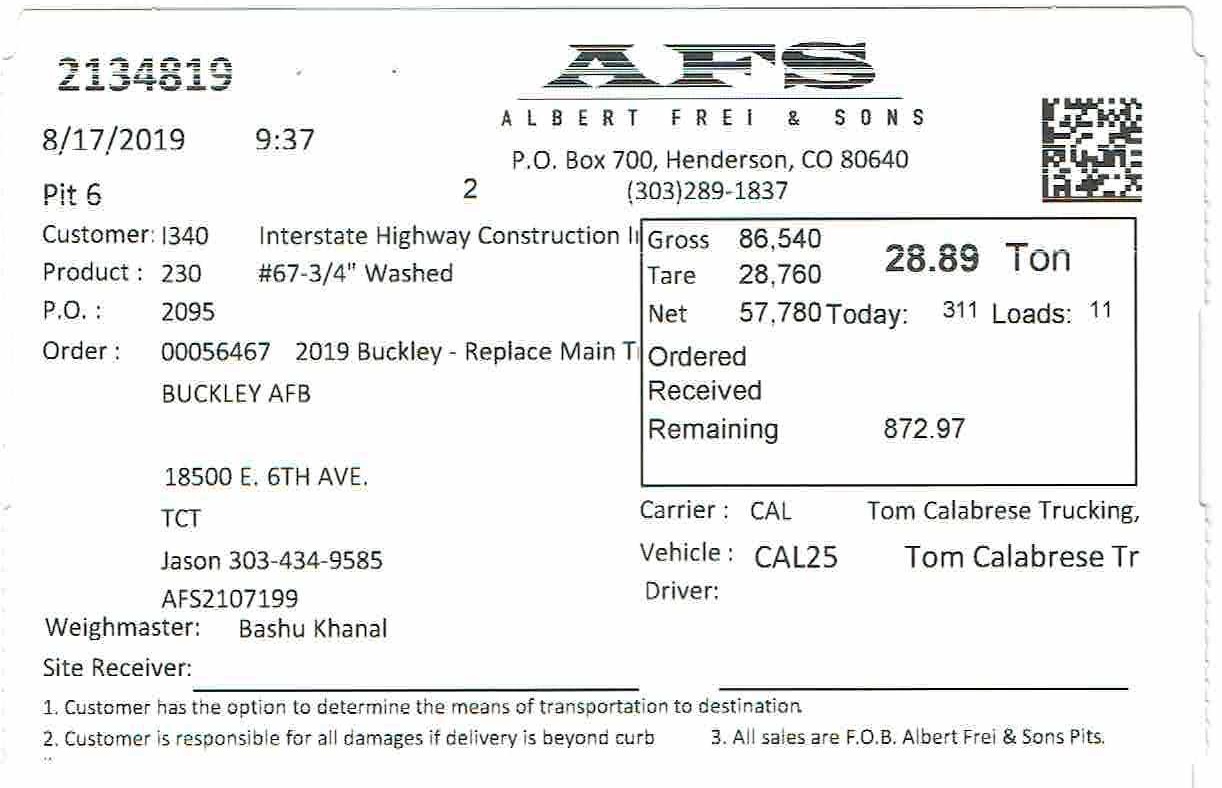 2134819
AFS
ALBERT FREI & SONS
8/17/2019 9:37
P.O. Box 700, Henderson, CO 80640
Pit 6 2 (303)289-1837
Customer: I340 Interstate Highway Construction I
Product : 230 #67-3/4" Washed
P.O. : 2095
Order : 00056467 2019 Buckley - Replace Main T
BUCKLEY AFB
18500 E. 6TH AVE.
TCT
Jason 303-434-9585
AFS2107199
Gross 86,540 28.89 Ton
Tare 28,760
Net 57,780 Today: 311 Loads: 11
Ordered
Received
Remaining 872.97
Carrier : CAL Tom Calabrese Trucking,
Vehicle : CAL25 Tom Calabrese Tr
Driver:
Weighmaster: Bashu Khanal
Site Receiver:
1. Customer has the option to determine the means of transportation to destination
2. Customer is responsible for all damages if delivery is beyond curb 3. All sales are F.O.B. Albert Frei & Sons Pits.